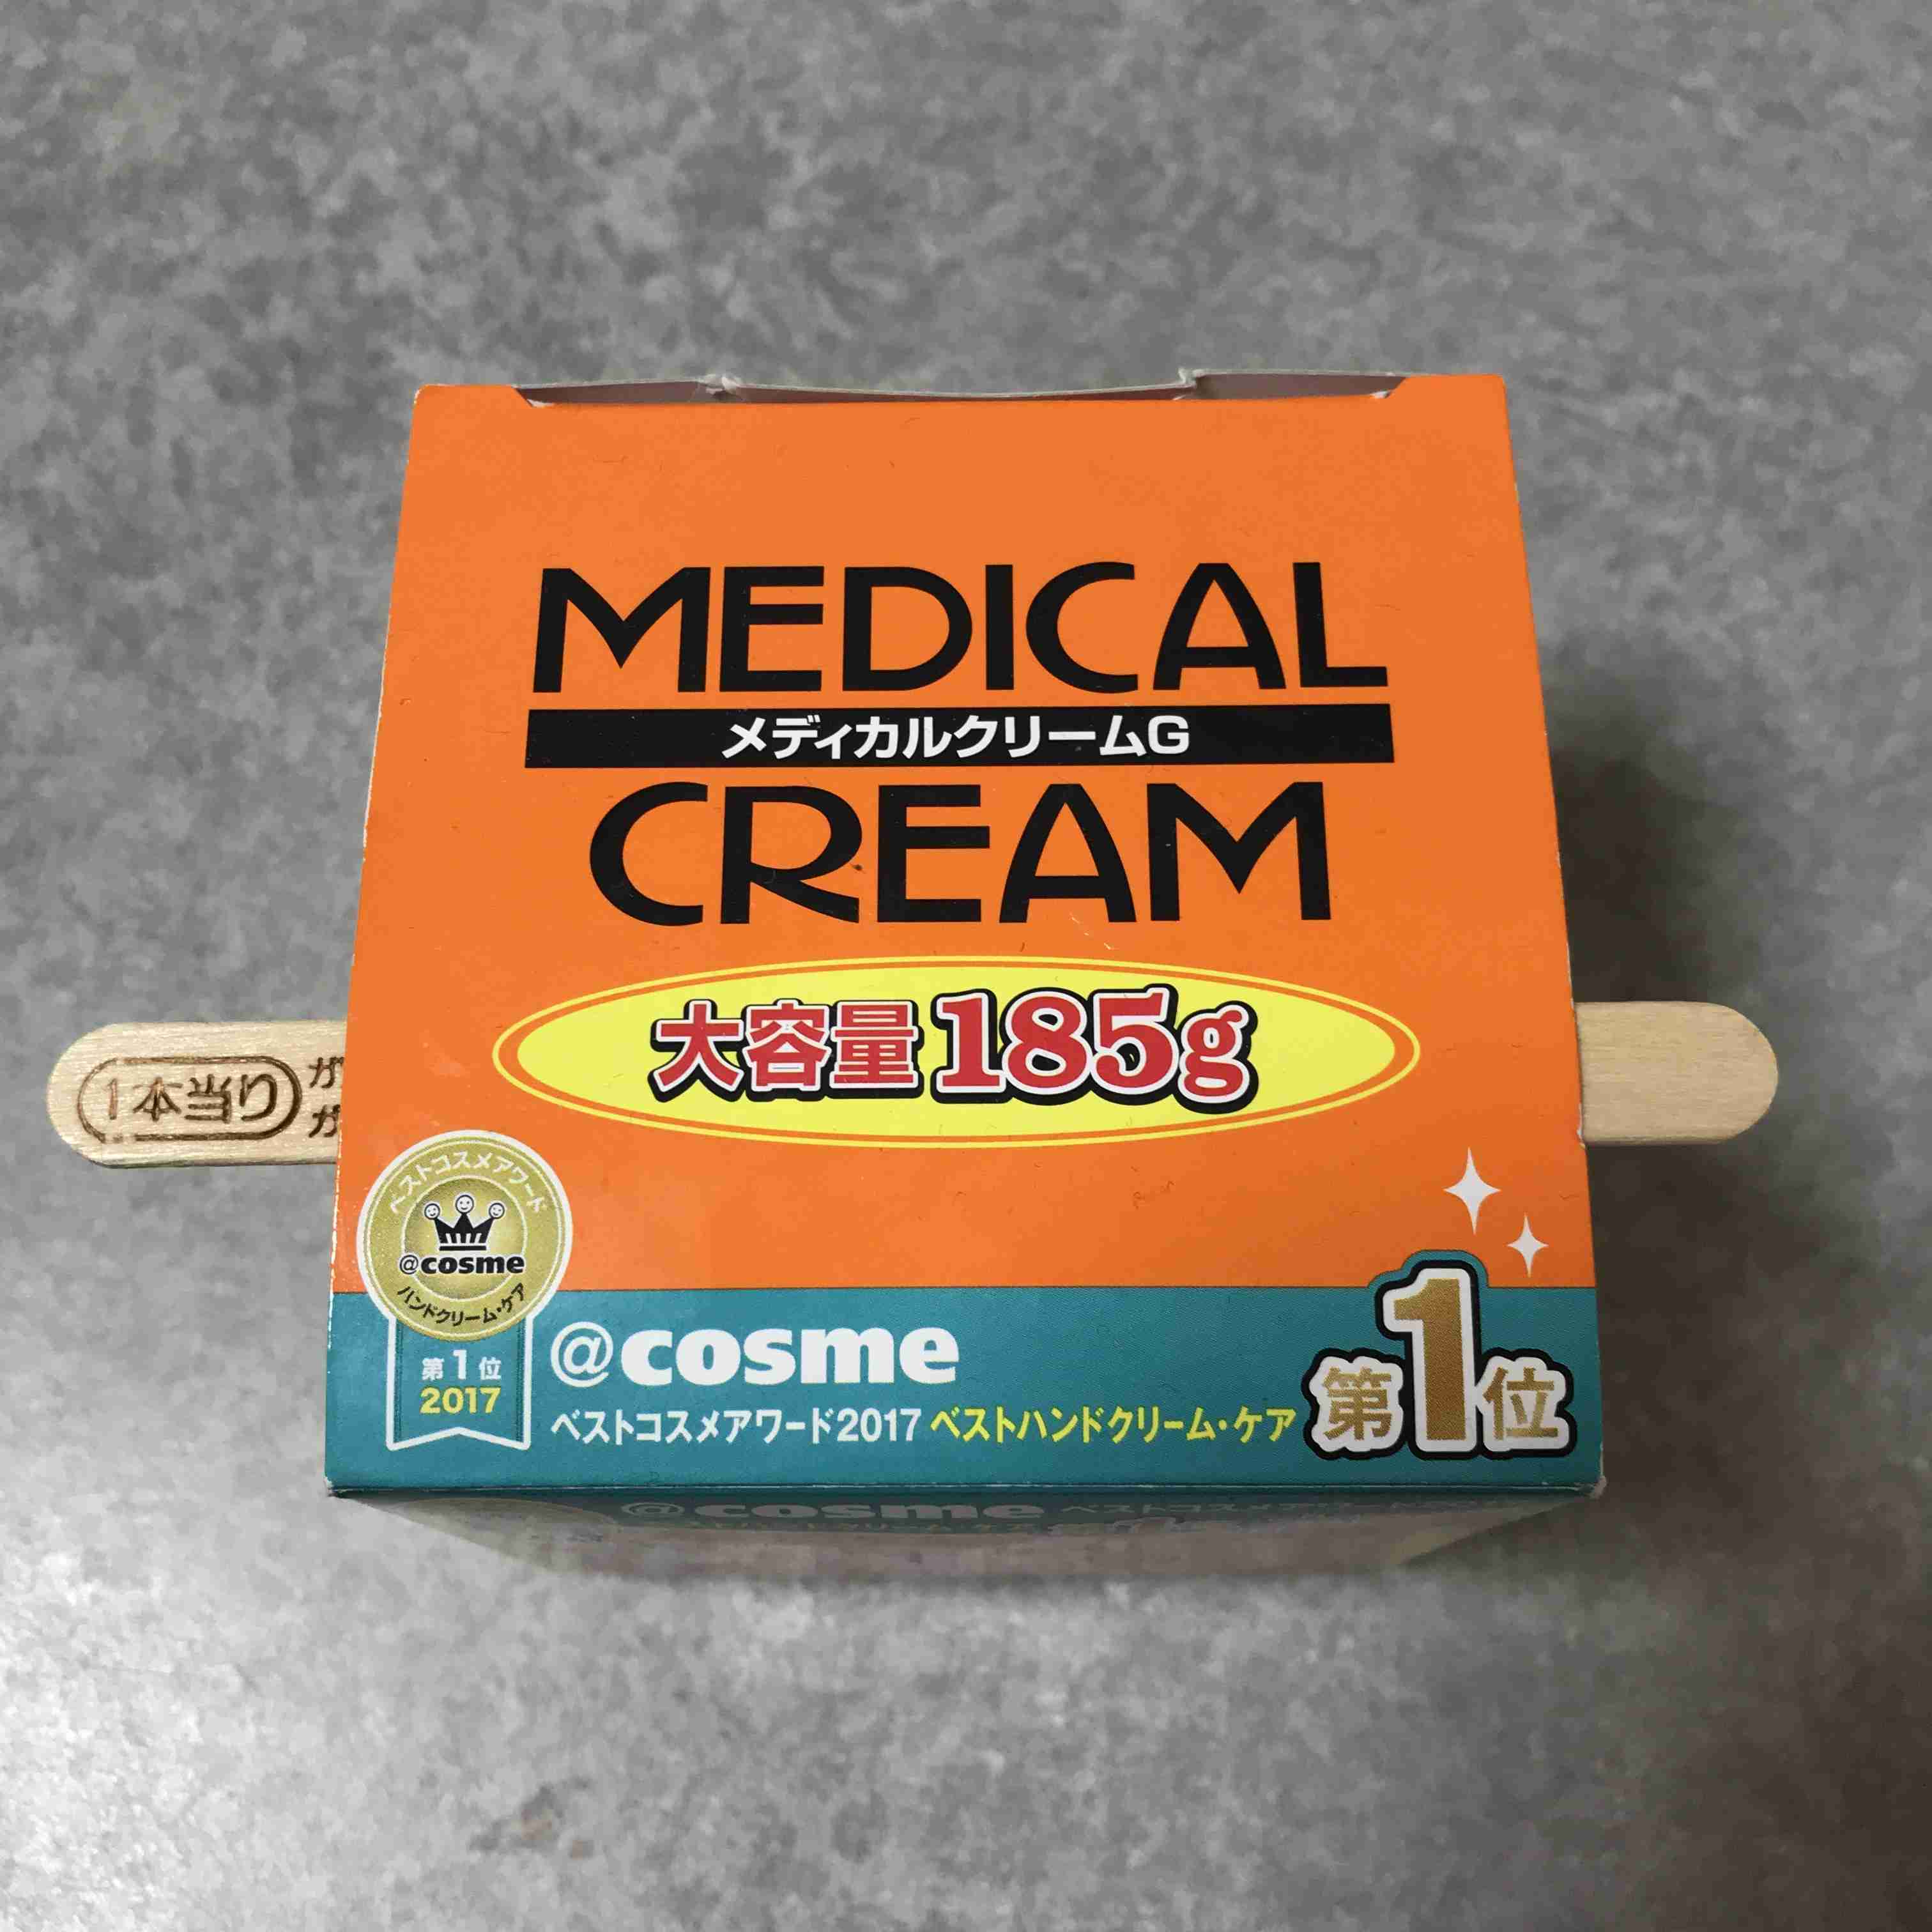 MEDICAL
メディカルクリームG
CREAM
大容量185g
1本当り
ガ
ガ
ベストコスメアワード
@cosme
ハンドクリーム・ケア
第1位
2017
@cosme
ベストコスメアワード2017 ベストハンドクリーム・ケア
第1位
@cosme